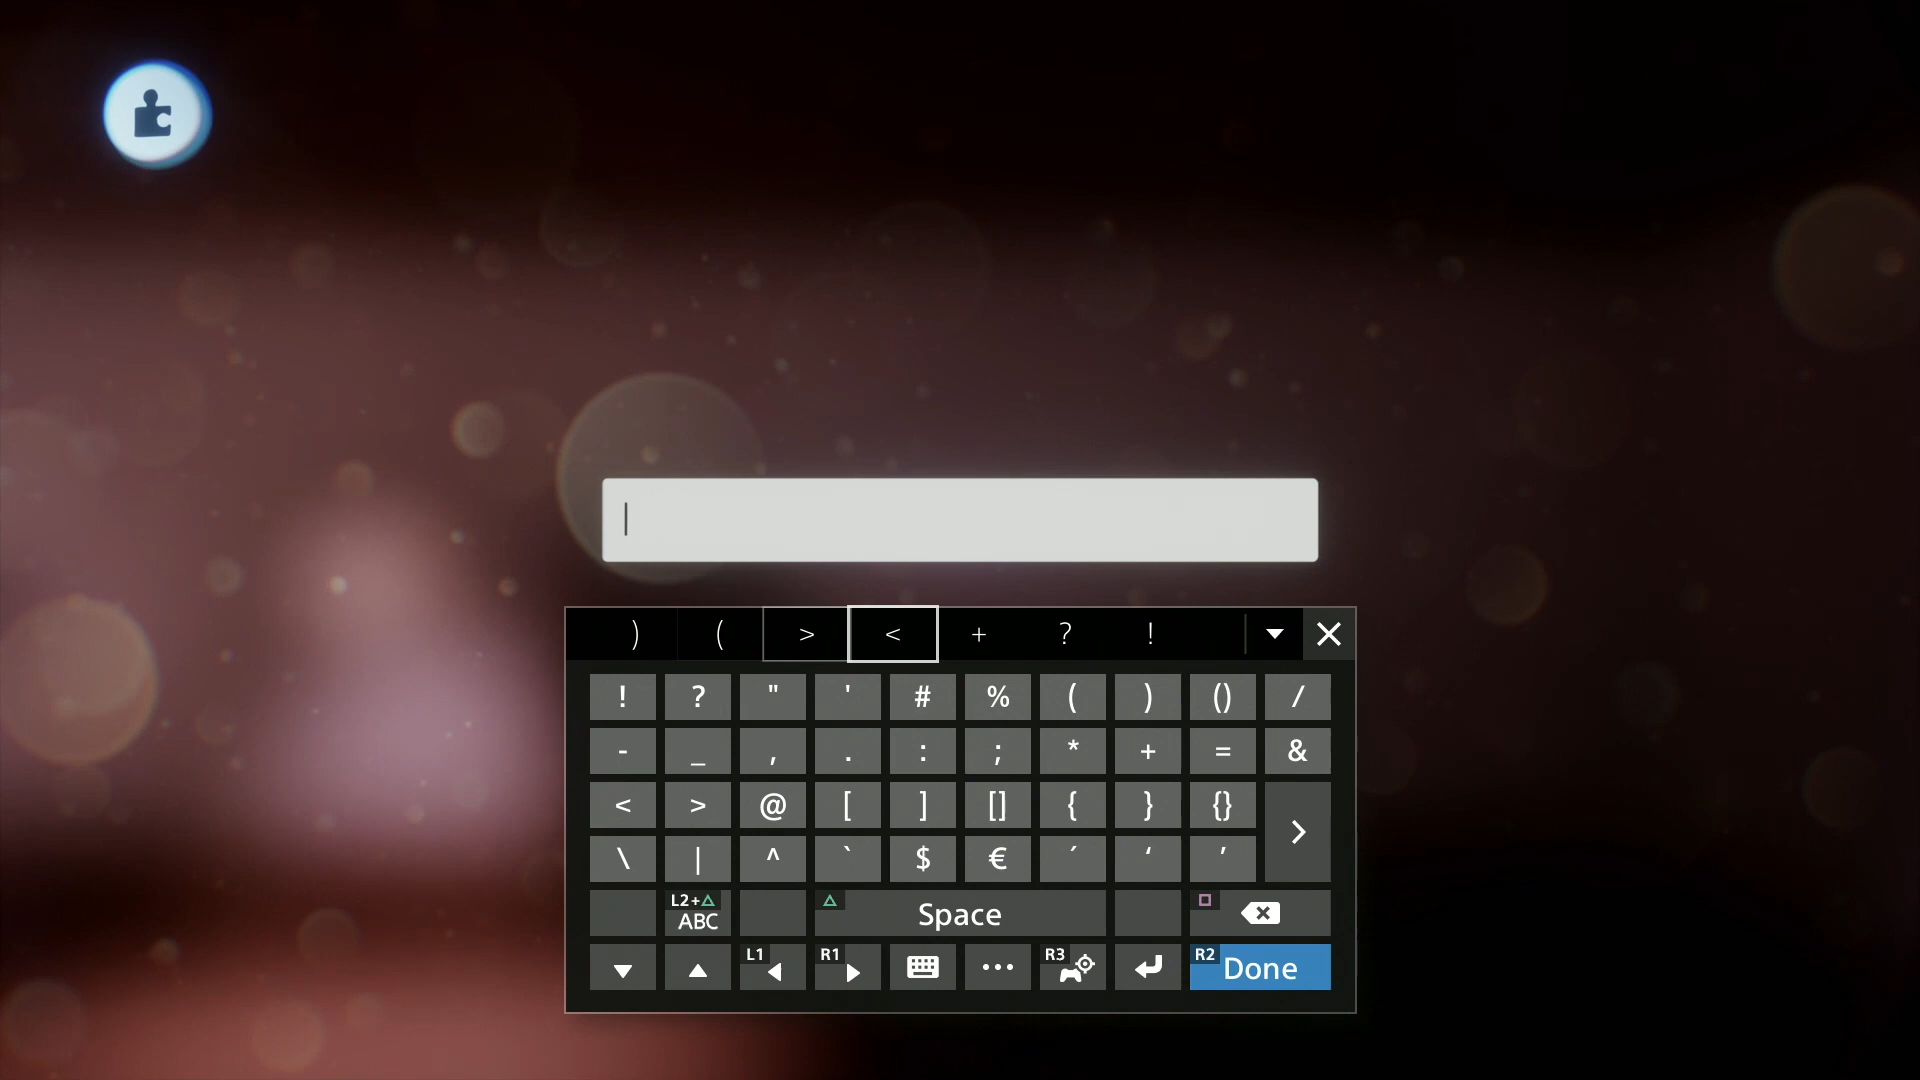 ) ( > < + ? !
! ? " ' # % ( ) () /
- _ , . : ; * + = &
< > @ [ ] [] { } {}
\ | ^ ` $ € ´ ‘ ’
L2+△ ABC Space
L1 R1 R3 R2 Done